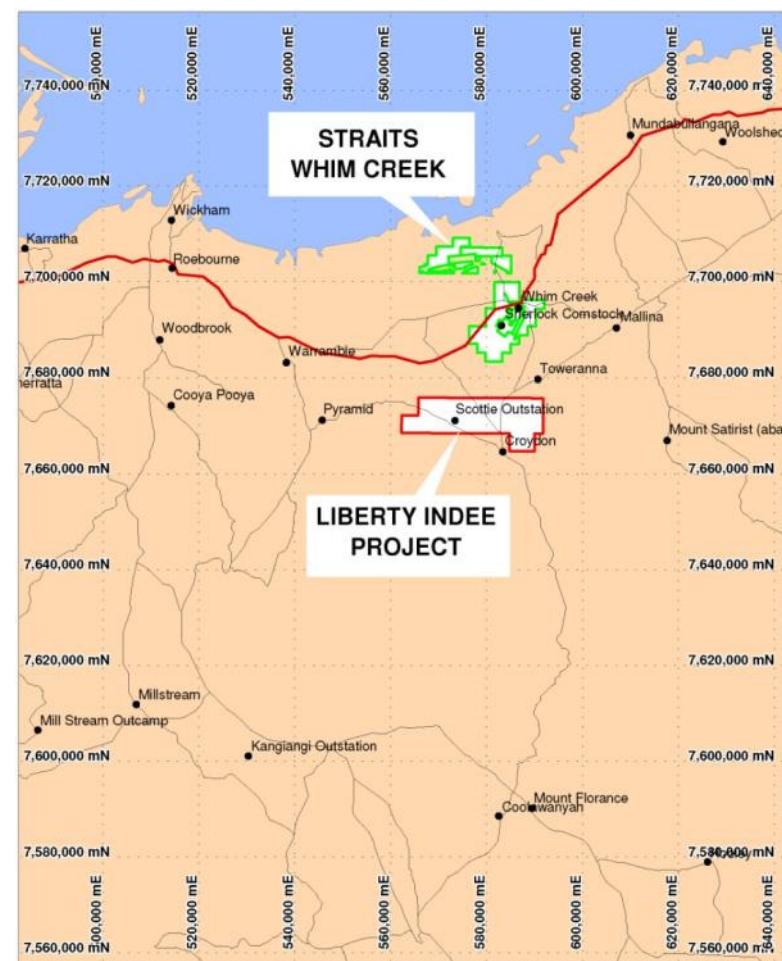 520,000 mE
540,000 mE
560,000 mE
580,000 mE
600,000 mE
620,000 mE
640,000 mE
7,740,000 mN
7,740,000 mN
STRAITS
WHIM CREEK
Mundabullangana
Woolshed
7,720,000 mN
7,720,000 mN
Wickham
Karratha
Roebourne
7,700,000 mN
7,700,000 mN
Whim Creek
Sherlock Comstock
Mallina
Woodbrook
Warrambie
7,680,000 mN
7,680,000 mN
Toweranna
herratta
Cooya Pooya
Pyramid
Scottie Outstation
Mount Satirist (aba
Croydon
7,660,000 mN
7,660,000 mN
LIBERTY INDEE
PROJECT
7,640,000 mN
7,640,000 mN
7,620,000 mN
7,620,000 mN
Millstream
Mill Stream Outcamp
Kangiangi Outstation
7,600,000 mN
7,600,000 mN
Mount Florance
Coolawanyah
7,580,000 mN
7,580,000 mN
500,000 mE
520,000 mE
540,000 mE
560,000 mE
580,000 mE
600,000 mE
620,000 mE
640,000 mE
7,560,000 mN
7,560,000 mN